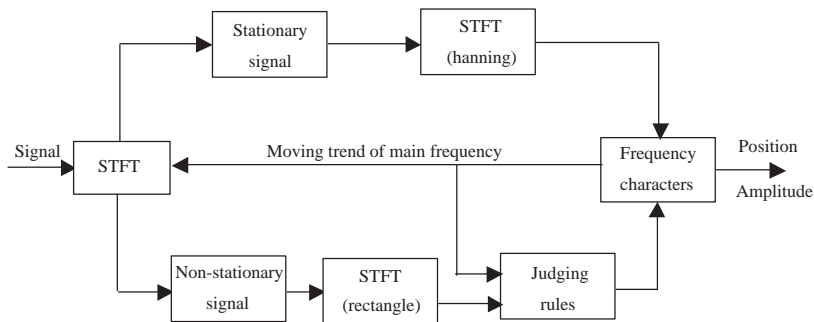 Stationary
signal
STFT
(hanning)
Signal
STFT
Moving trend of main frequency
Frequency
characters
Position
Amplitude
Non-stationary
signal
STFT
(rectangle)
Judging
rules